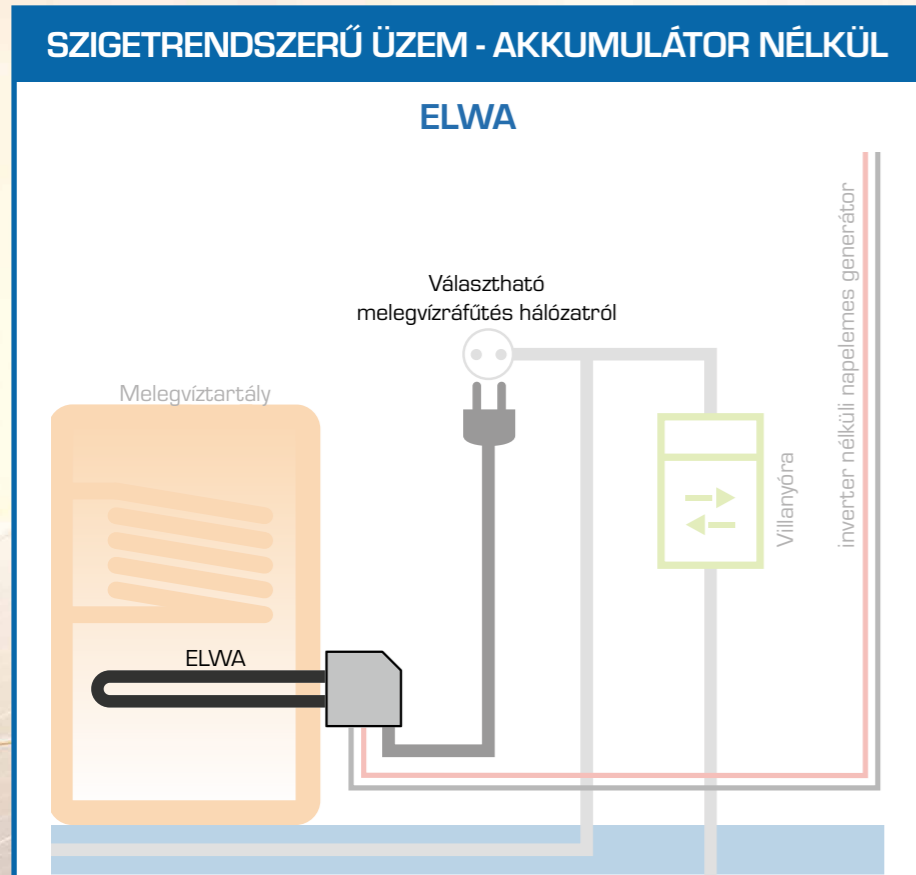 SZIGETRENDSZERŰ ÜZEM - AKKUMULÁTOR NÉLKÜL
ELWA
Választható
melegvízráfűtés hálózatról
Melegvíztartály
Villanyóra
inverter nélküli napelemes generátor
ELWA